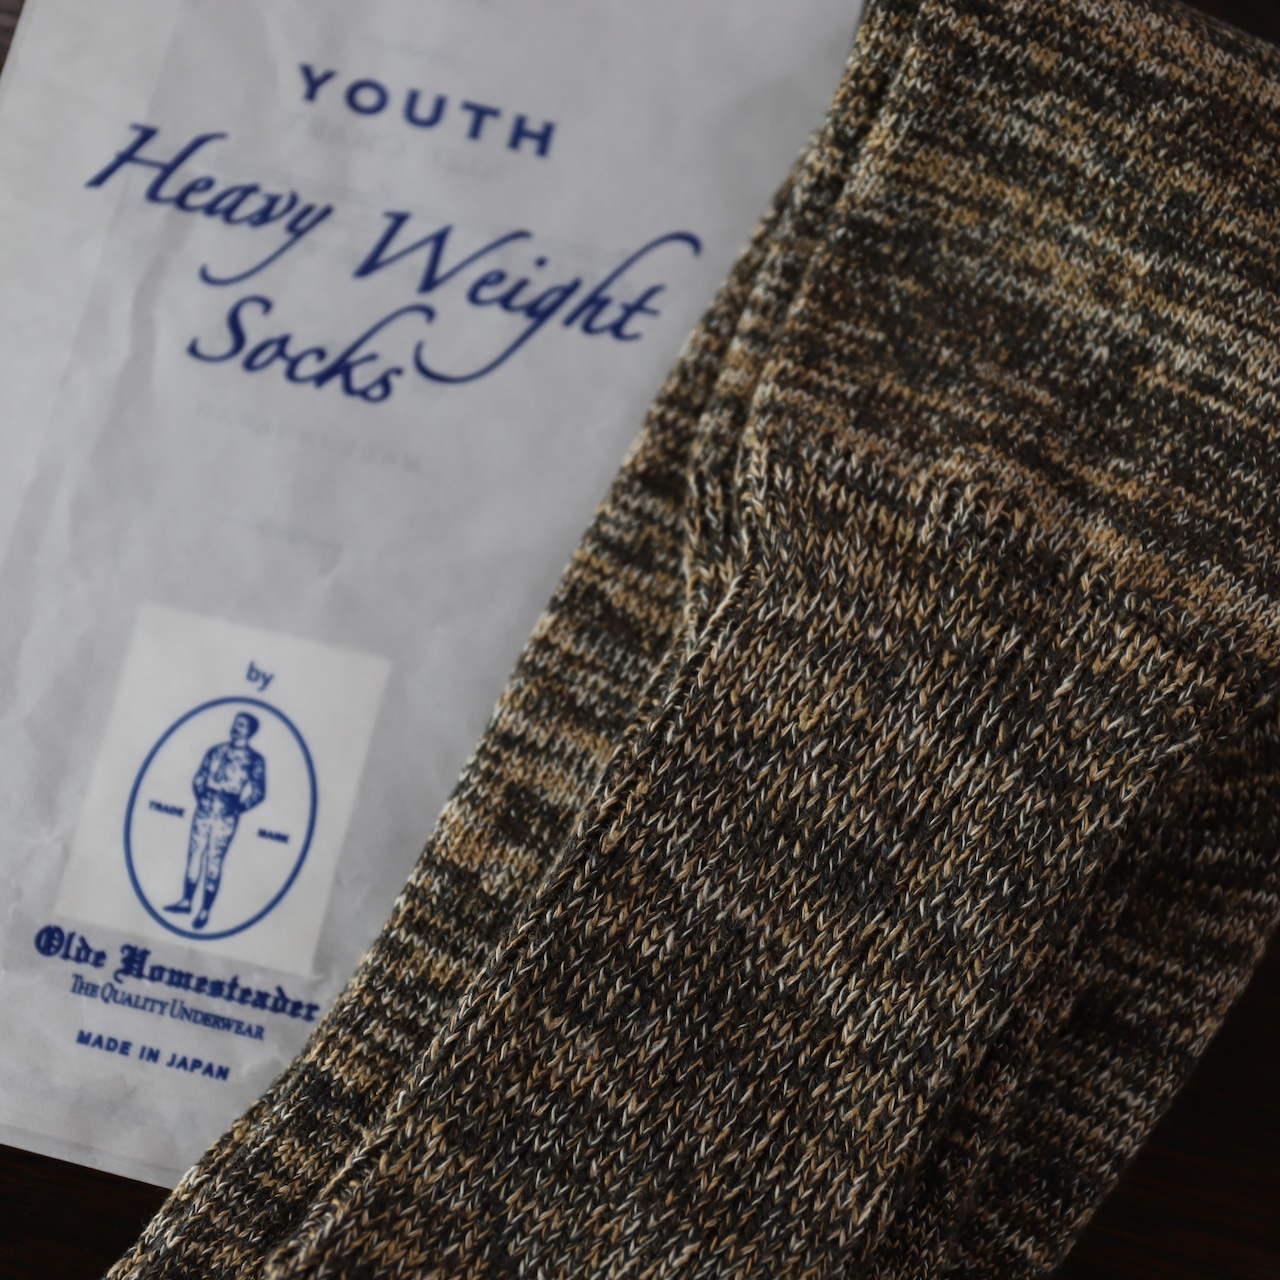 YOUTH
Heavy Weight
Socks
by
TRADE MARK
Olde Homesteader
THE QUALITY UNDERWEAR
MADE IN JAPAN